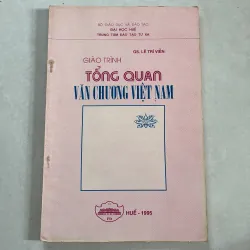 BỘ GIÁO DỤC VÀ ĐÀO TẠO
ĐẠI HỌC HUẾ
TRUNG TÂM ĐÀO TẠO TỪ XA
GS. LÊ TRÍ VIỄN
GIÁO TRÌNH
TỔNG QUAN
VĂN CHƯƠNG VIỆT NAM
HUẾ - 1995